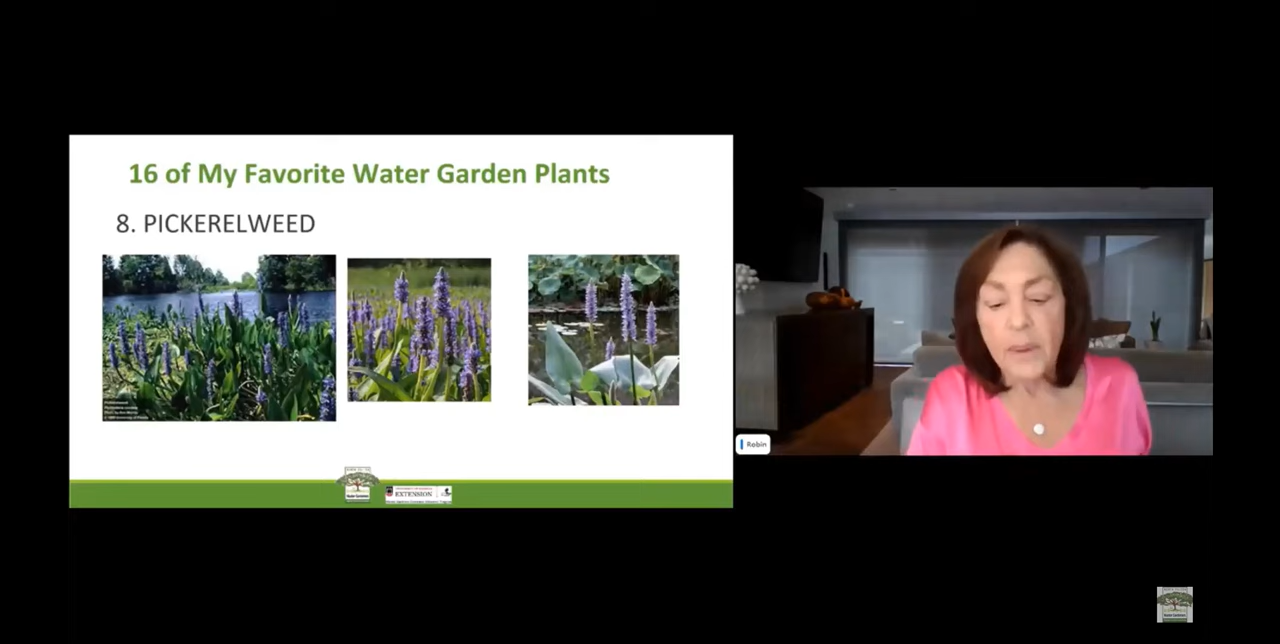 16 of My Favorite Water Garden Plants
8. PICKERELWEED
EXTENSION
Robin